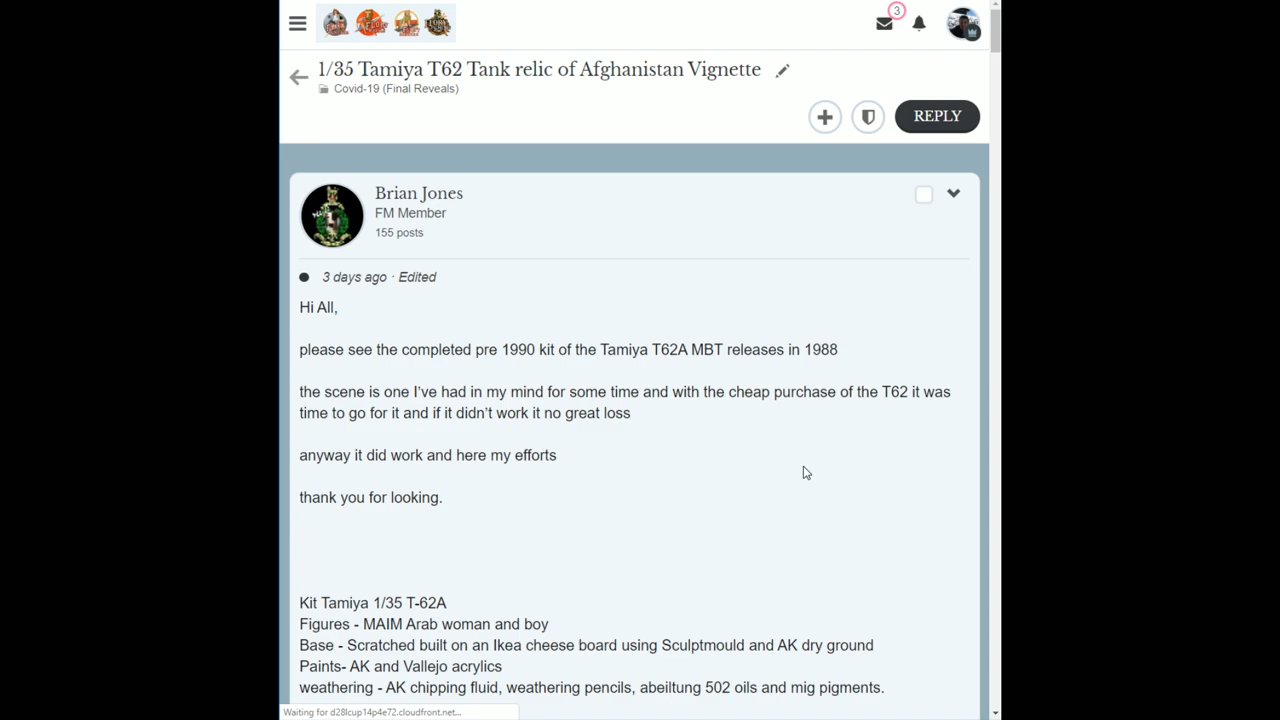 3
1/35 Tamiya T62 Tank relic of Afghanistan Vignette
Covid-19 (Final Reveals)
REPLY
Brian Jones
FM Member
155 posts
3 days ago · Edited
Hi All,
please see the completed pre 1990 kit of the Tamiya T62A MBT releases in 1988
the scene is one I've had in my mind for some time and with the cheap purchase of the T62 it was
time to go for it and if it didn't work it no great loss
anyway it did work and here my efforts
thank you for looking.
Kit Tamiya 1/35 T-62A
Figures - MAIM Arab woman and boy
Base - Scratched built on an Ikea cheese board using Sculptmould and AK dry ground
Paints- AK and Vallejo acrylics
weathering - AK chipping fluid, weathering pencils, abeiltung 502 oils and mig pigments.
Waiting for d28lcup14p4e72.cloudfront.net...